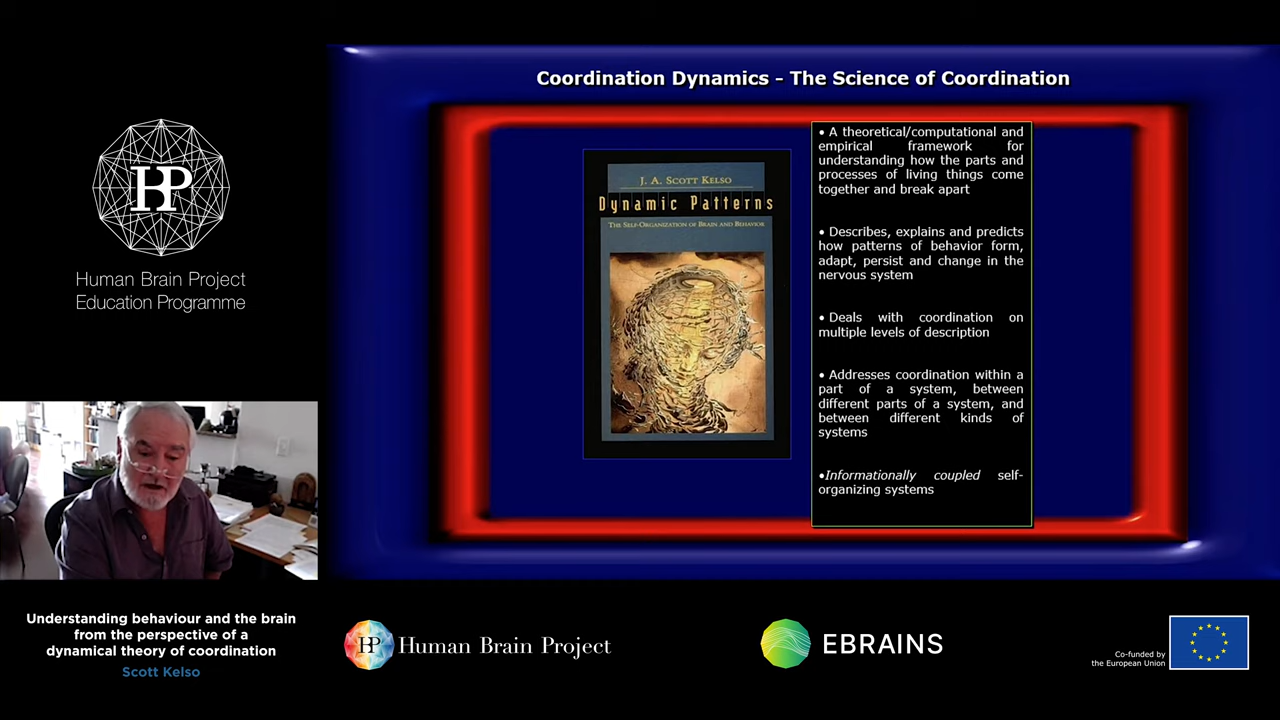 Coordination Dynamics - The Science of Coordination
HP
Human Brain Project
Education Programme
J. A. SCOTT KELSO
Dynamic Patterns
THE SELF-ORGANIZATION OF BRAIN AND BEHAVIOR
• A theoretical/computational and
empirical framework for
understanding how the parts and
processes of living things come
together and break apart
• Describes, explains and predicts
how patterns of behavior form,
adapt, persist and change in the
nervous system
• Deals with coordination on
multiple levels of description
• Addresses coordination within a
part of a system, between
different parts of a system, and
between different kinds of
systems
•Informationally coupled self-
organizing systems
Understanding behaviour and the brain
from the perspective of a
dynamical theory of coordination
Scott Kelso
HP Human Brain Project
EBRAINS
Co-funded by
the European Union